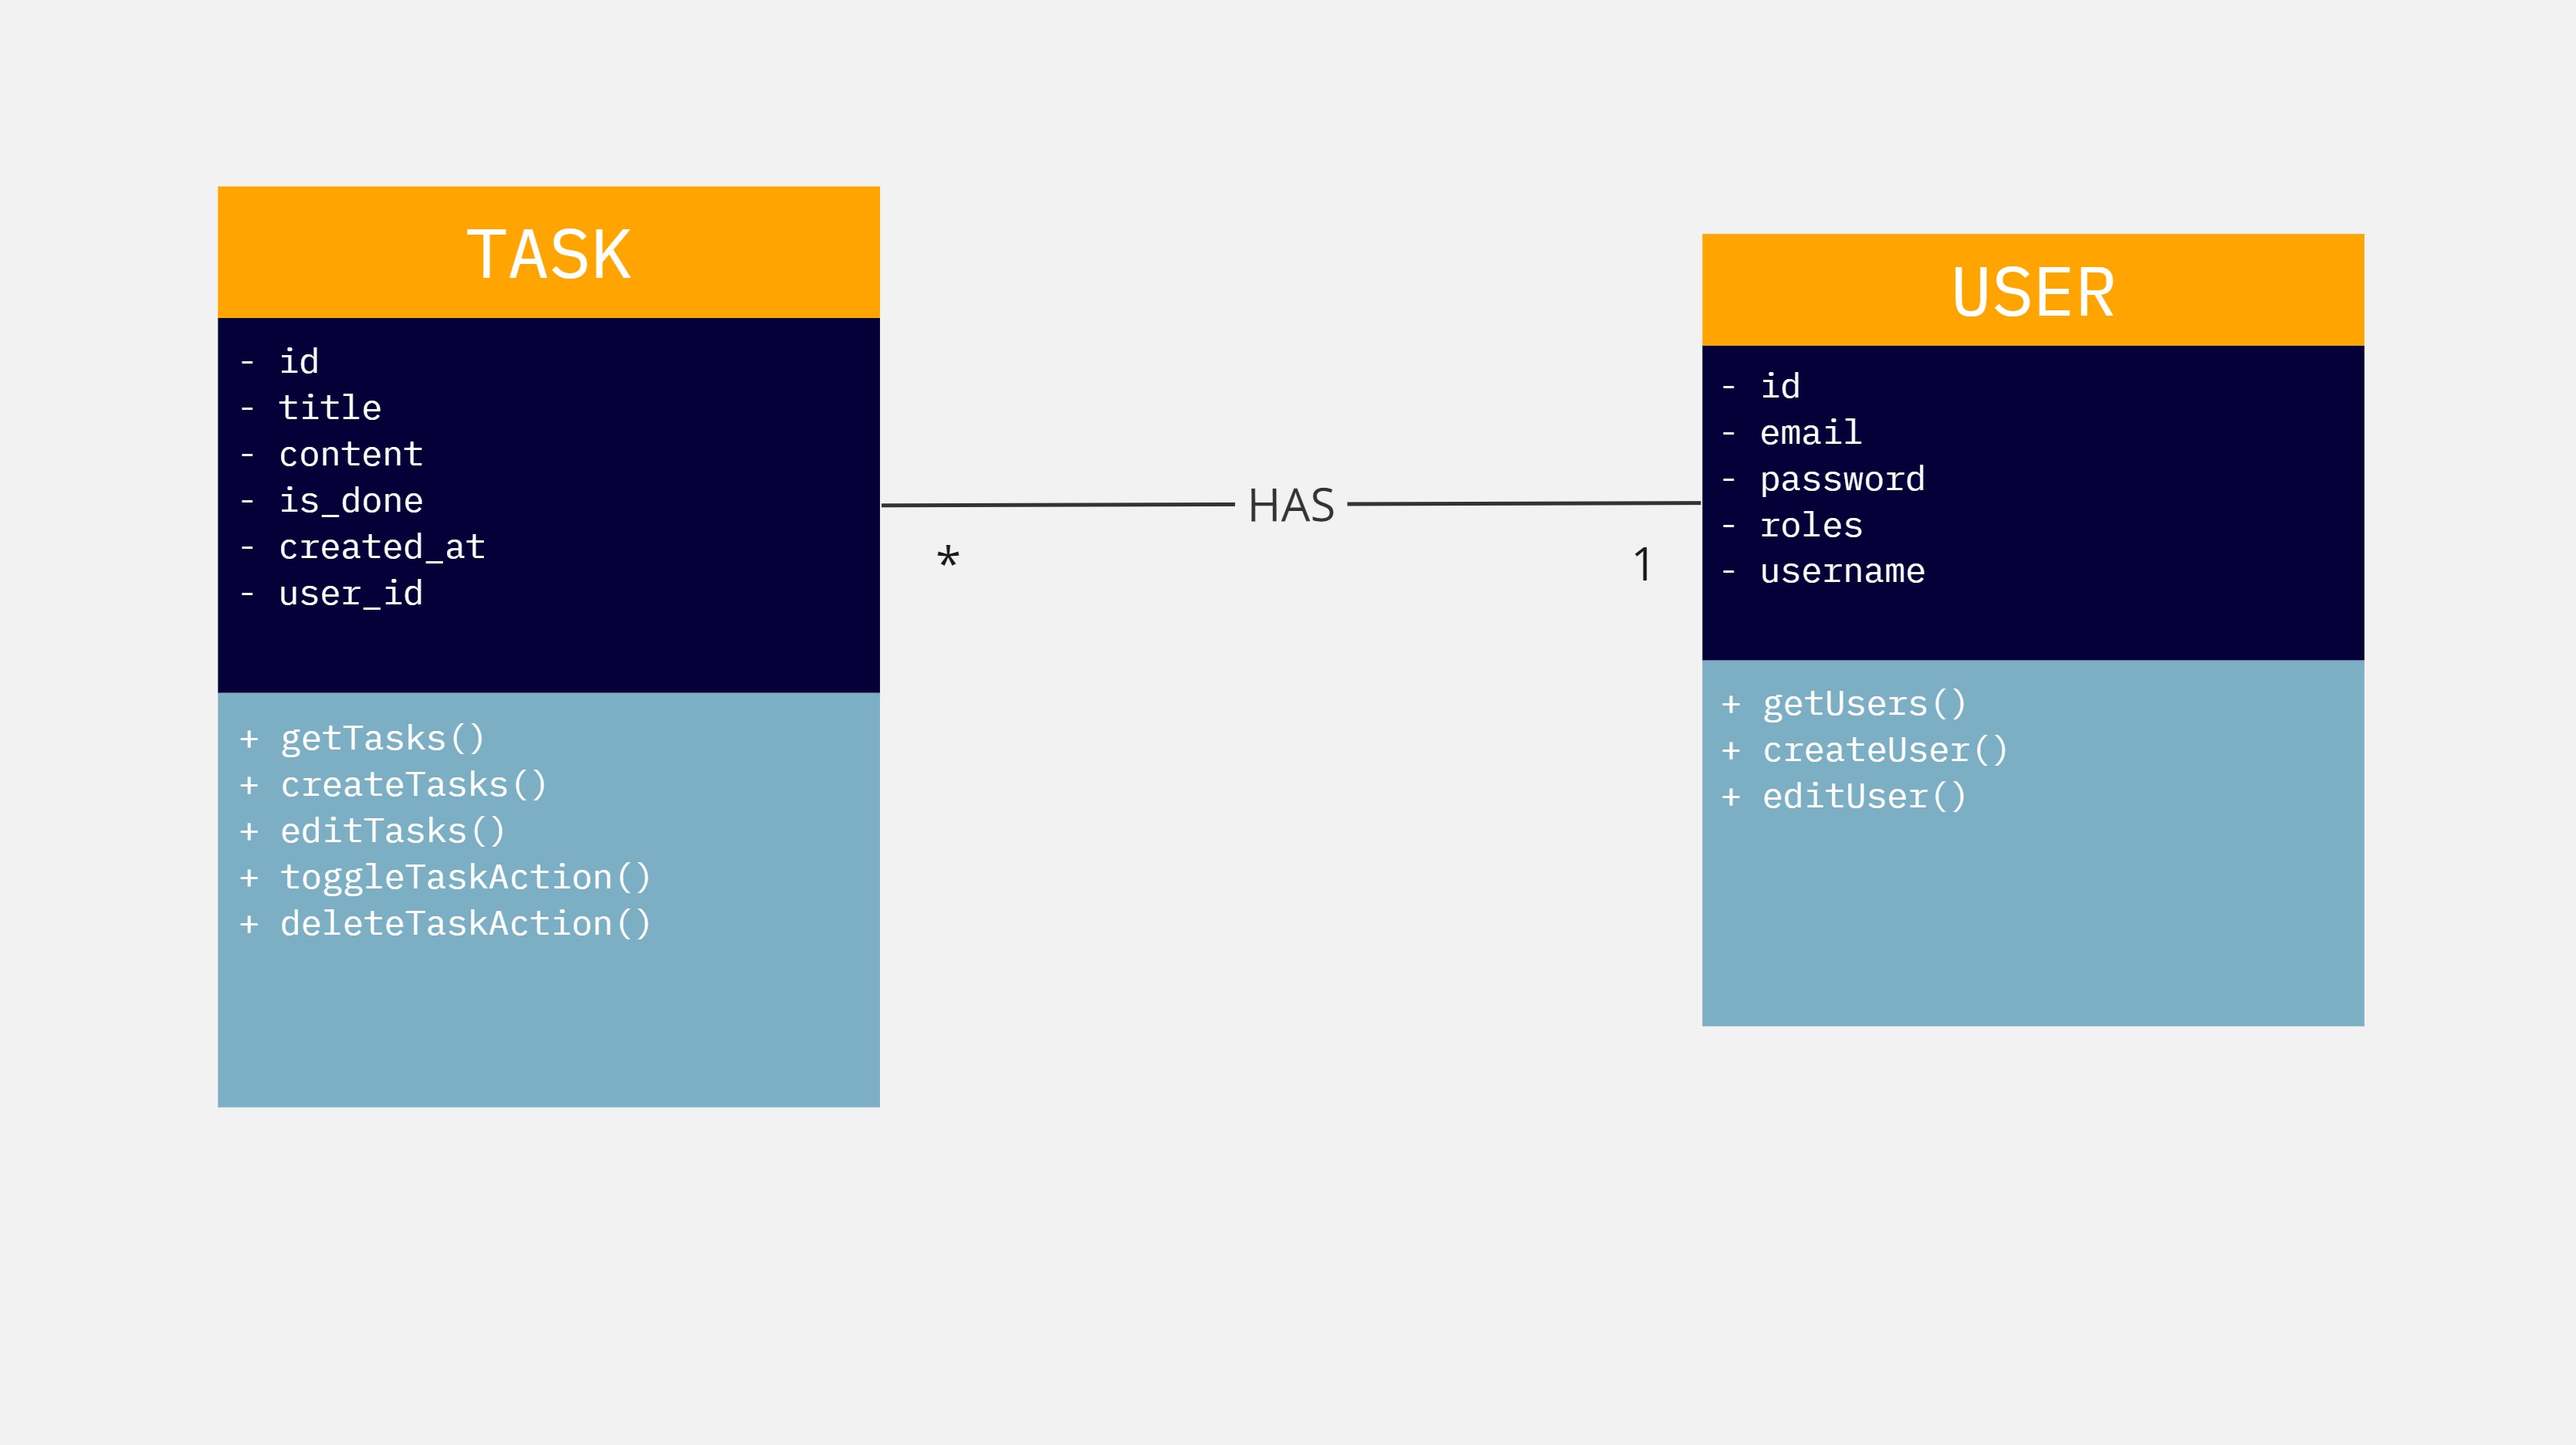 TASK
- id
- title
- content
- is_done
- created_at
- user_id
+ getTasks()
+ createTasks()
+ editTasks()
+ toggleTaskAction()
+ deleteTaskAction()
HAS
*
1
USER
- id
- email
- password
- roles
- username
+ getUsers()
+ createUser()
+ editUser()